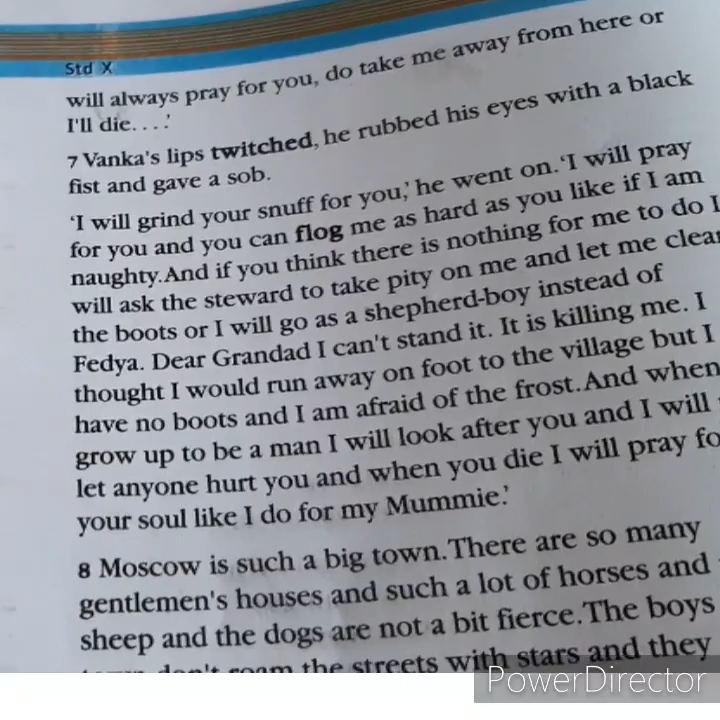 Std X
will always pray for you, do take me away from here or
I'll die. . . .'
7 Vanka's lips twitched, he rubbed his eyes with a black
fist and gave a sob.
'I will grind your snuff for you,' he went on. 'I will pray
for you and you can flog me as hard as you like if I am
naughty. And if you think there is nothing for me to do I
will ask the steward to take pity on me and let me clean
the boots or I will go as a shepherd-boy instead of
Fedya. Dear Grandad I can't stand it. It is killing me. I
thought I would run away on foot to the village but I
have no boots and I am afraid of the frost. And when
grow up to be a man I will look after you and I will
let anyone hurt you and when you die I will pray fo
your soul like I do for my Mummie.'
8 Moscow is such a big town. There are so many
gentlemen's houses and such a lot of horses and
sheep and the dogs are not a bit fierce. The boys
don't roam the streets with stars and they
PowerDirector